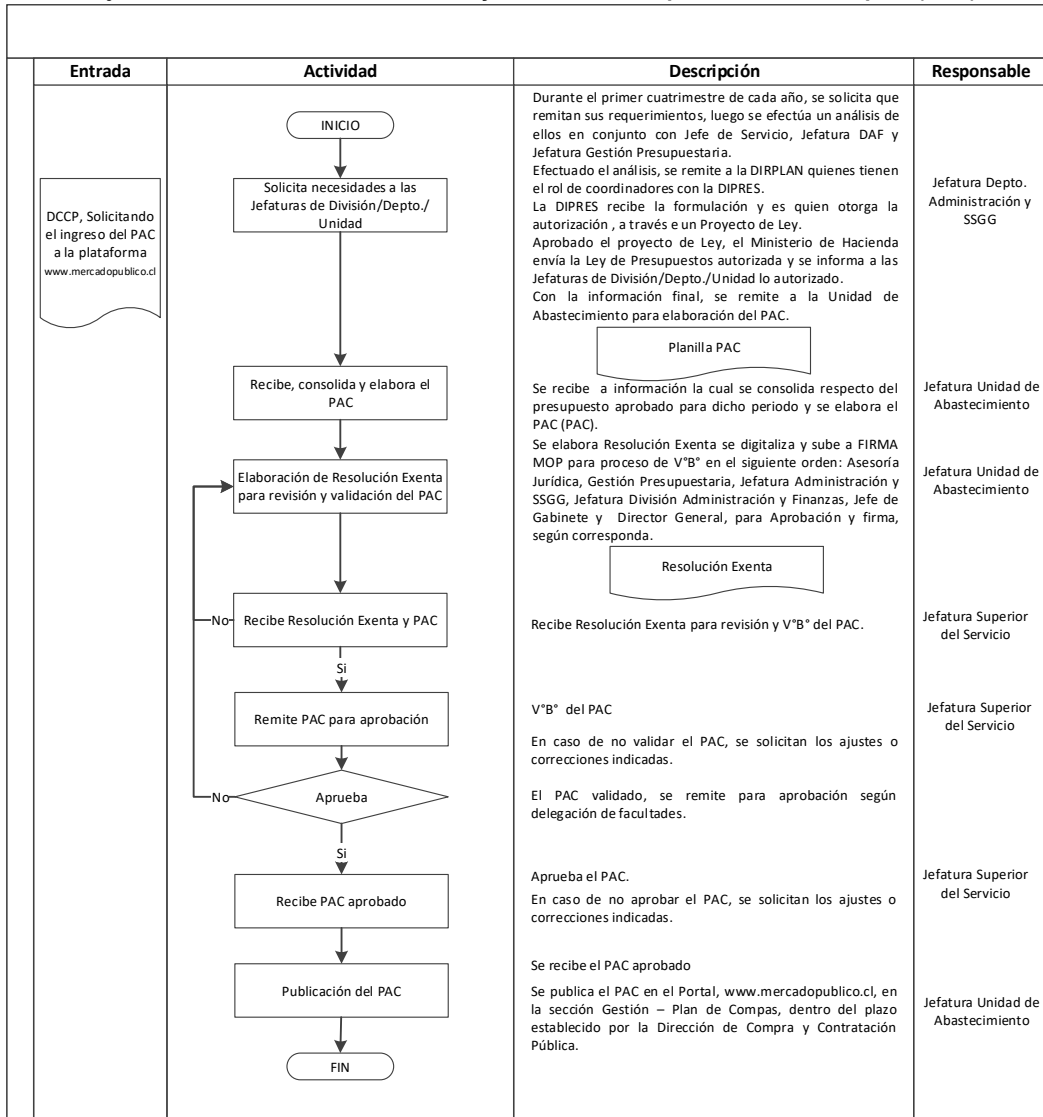 Entrada
Actividad
Descripción
Responsable
INICIO
Durante el primer cuatrimestre de cada año, se solicita que
remitan sus requerimientos, luego se efectúa un análisis de
ellos en conjunto con Jefe de Servicio, Jefatura DAF y
Jefatura Gestión Presupuestaria.
Efectuado el análisis, se remite a la DIRPLAN quienes tienen
el rol de coordinadores con la DIPRES.
La DIPRES recibe la formulación y es quien otorga la
autorización , a través e un Proyecto de Ley.
Aprobado el proyecto de Ley, el Ministerio de Hacienda
envía la Ley de Presupuestos autorizada y se informa a las
Jefaturas de División/Depto./Unidad lo autorizado.
Con la información final, se remite a la Unidad de
Abastecimiento para elaboración del PAC.
DCCP, Solicitando
el ingreso del PAC
a la plataforma
www.mercadopublico.cl
Solicita necesidades a las
Jefaturas de División/Depto./
Unidad
Jefatura Depto.
Administración y
SSGG
Planilla PAC
Recibe, consolida y elabora el
PAC
Se recibe a información la cual se consolida respecto del
presupuesto aprobado para dicho periodo y se elabora el
PAC (PAC).
Jefatura Unidad de
Abastecimiento
Elaboración de Resolución Exenta
para revisión y validación del PAC
Se elabora Resolución Exenta se digitaliza y sube a FIRMA
MOP para proceso de V°B° en el siguiente orden: Asesoría
Jurídica, Gestión Presupuestaria, Jefatura Administración y
SSGG, Jefatura División Administración y Finanzas, Jefe de
Gabinete y Director General, para Aprobación y firma,
según corresponda.
Jefatura Unidad de
Abastecimiento
Resolución Exenta
No
Recibe Resolución Exenta y PAC
Recibe Resolución Exenta para revisión y V°B° del PAC.
Jefatura Superior
del Servicio
Si
Remite PAC para aprobación
V°B° del PAC
En caso de no validar el PAC, se solicitan los ajustes o
correcciones indicadas.
Jefatura Superior
del Servicio
No
Aprueba
El PAC validado, se remite para aprobación según
delegación de facultades.
Si
Recibe PAC aprobado
Aprueba el PAC.
En caso de no aprobar el PAC, se solicitan los ajustes o
correcciones indicadas.
Jefatura Superior
del Servicio
Publicación del PAC
Se recibe el PAC aprobado
Se publica el PAC en el Portal, www.mercadopublico.cl, en
la sección Gestión – Plan de Compas, dentro del plazo
establecido por la Dirección de Compra y Contratación
Pública.
Jefatura Unidad de
Abastecimiento
FIN